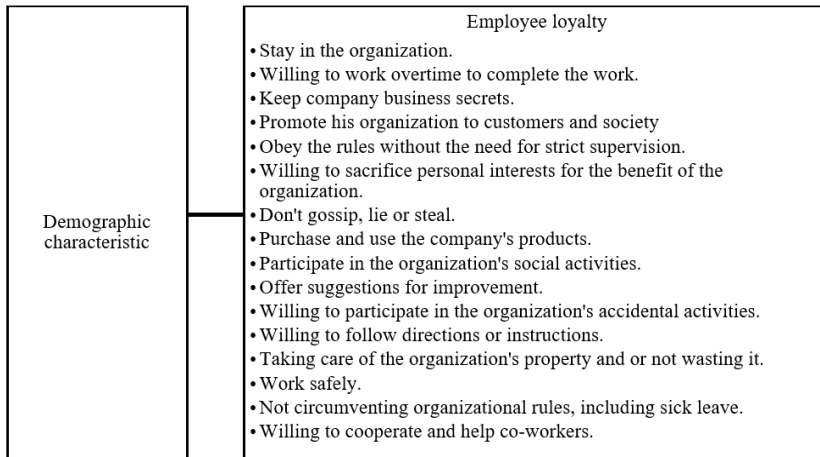 Demographic
characteristic
Employee loyalty
• Stay in the organization.
• Willing to work overtime to complete the work.
• Keep company business secrets.
• Promote his organization to customers and society
• Obey the rules without the need for strict supervision.
• Willing to sacrifice personal interests for the benefit of the
organization.
• Don't gossip, lie or steal.
• Purchase and use the company's products.
• Participate in the organization's social activities.
• Offer suggestions for improvement.
• Willing to participate in the organization's accidental activities.
• Willing to follow directions or instructions.
• Taking care of the organization's property and or not wasting it.
• Work safely.
• Not circumventing organizational rules, including sick leave.
• Willing to cooperate and help co-workers.